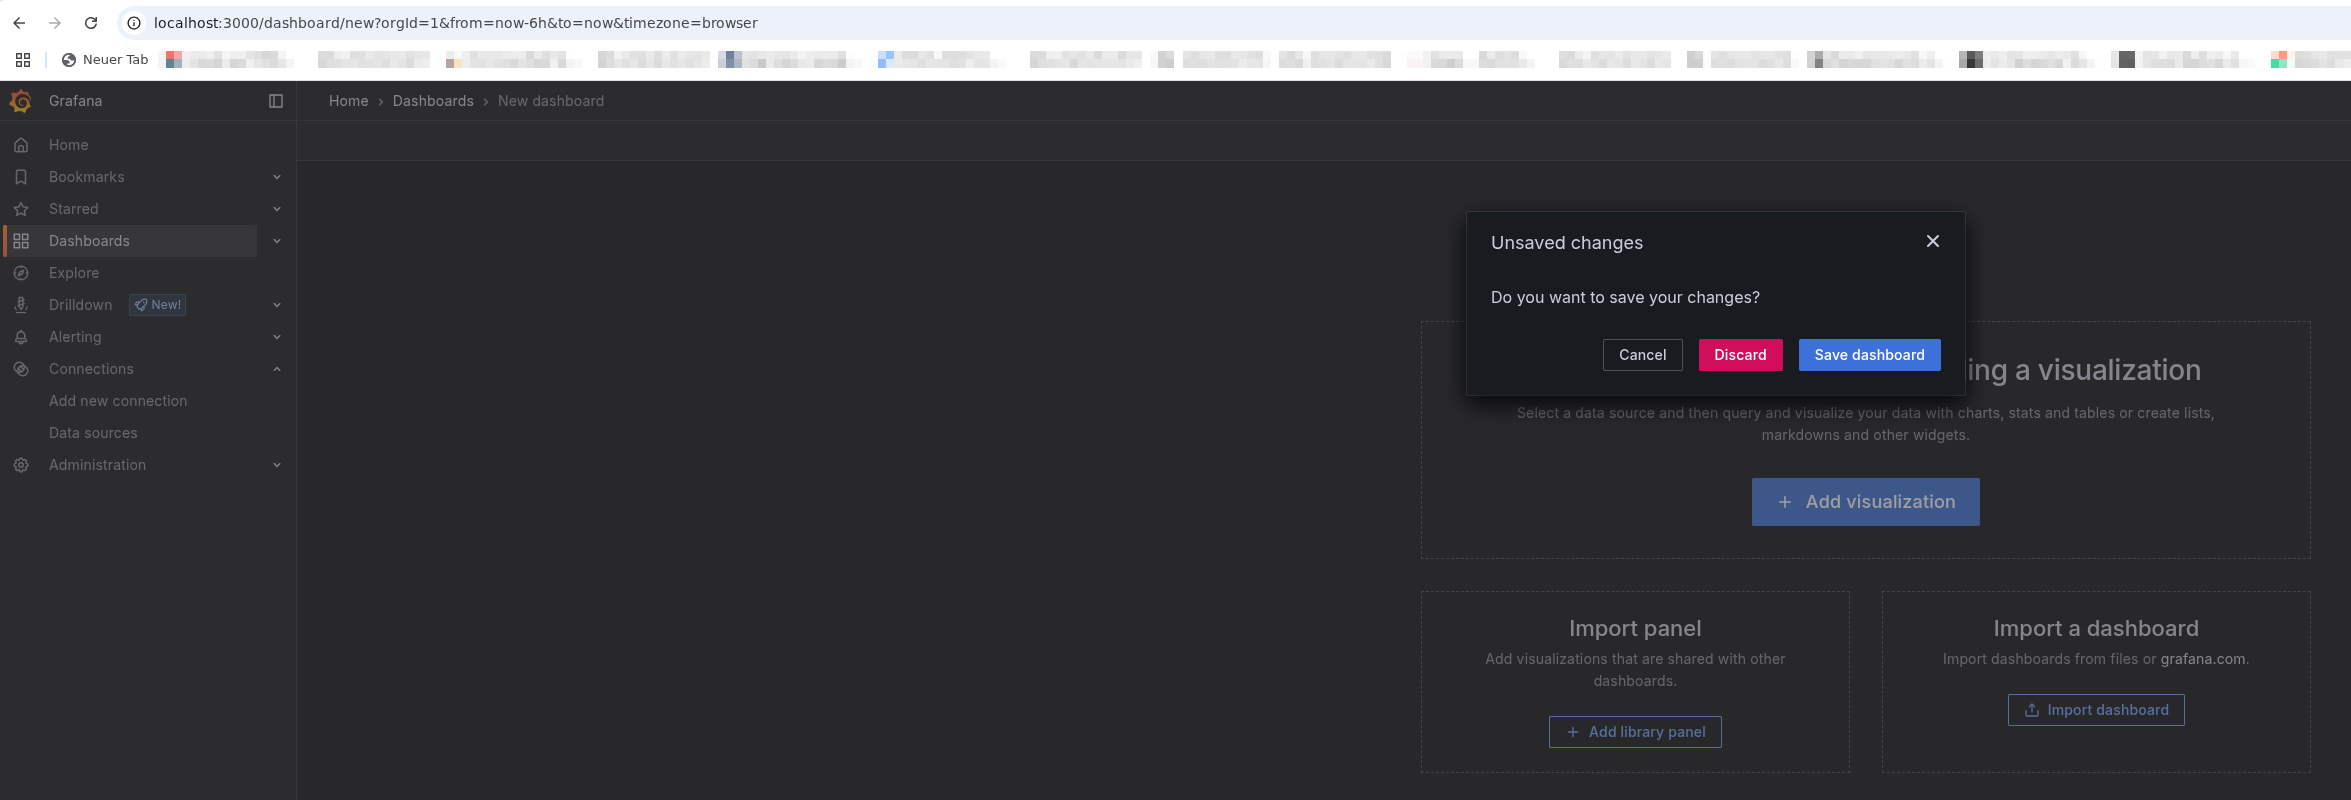 localhost:3000/dashboard/new?orgId=1&from=now-6h&to=now&timezone=browser
Neuer Tab
Grafana
Home › Dashboards › New dashboard
Home
Bookmarks
Starred
Dashboards
Explore
Drilldown New!
Alerting
Connections
Add new connection
Data sources
Administration
Unsaved changes
Do you want to save your changes?
Cancel Discard Save dashboard
ing a visualization
Select a data source and then query and visualize your data with charts, stats and tables or create lists,
markdowns and other widgets.
+ Add visualization
Import panel
Add visualizations that are shared with other
dashboards.
+ Add library panel
Import a dashboard
Import dashboards from files or grafana.com.
Import dashboard